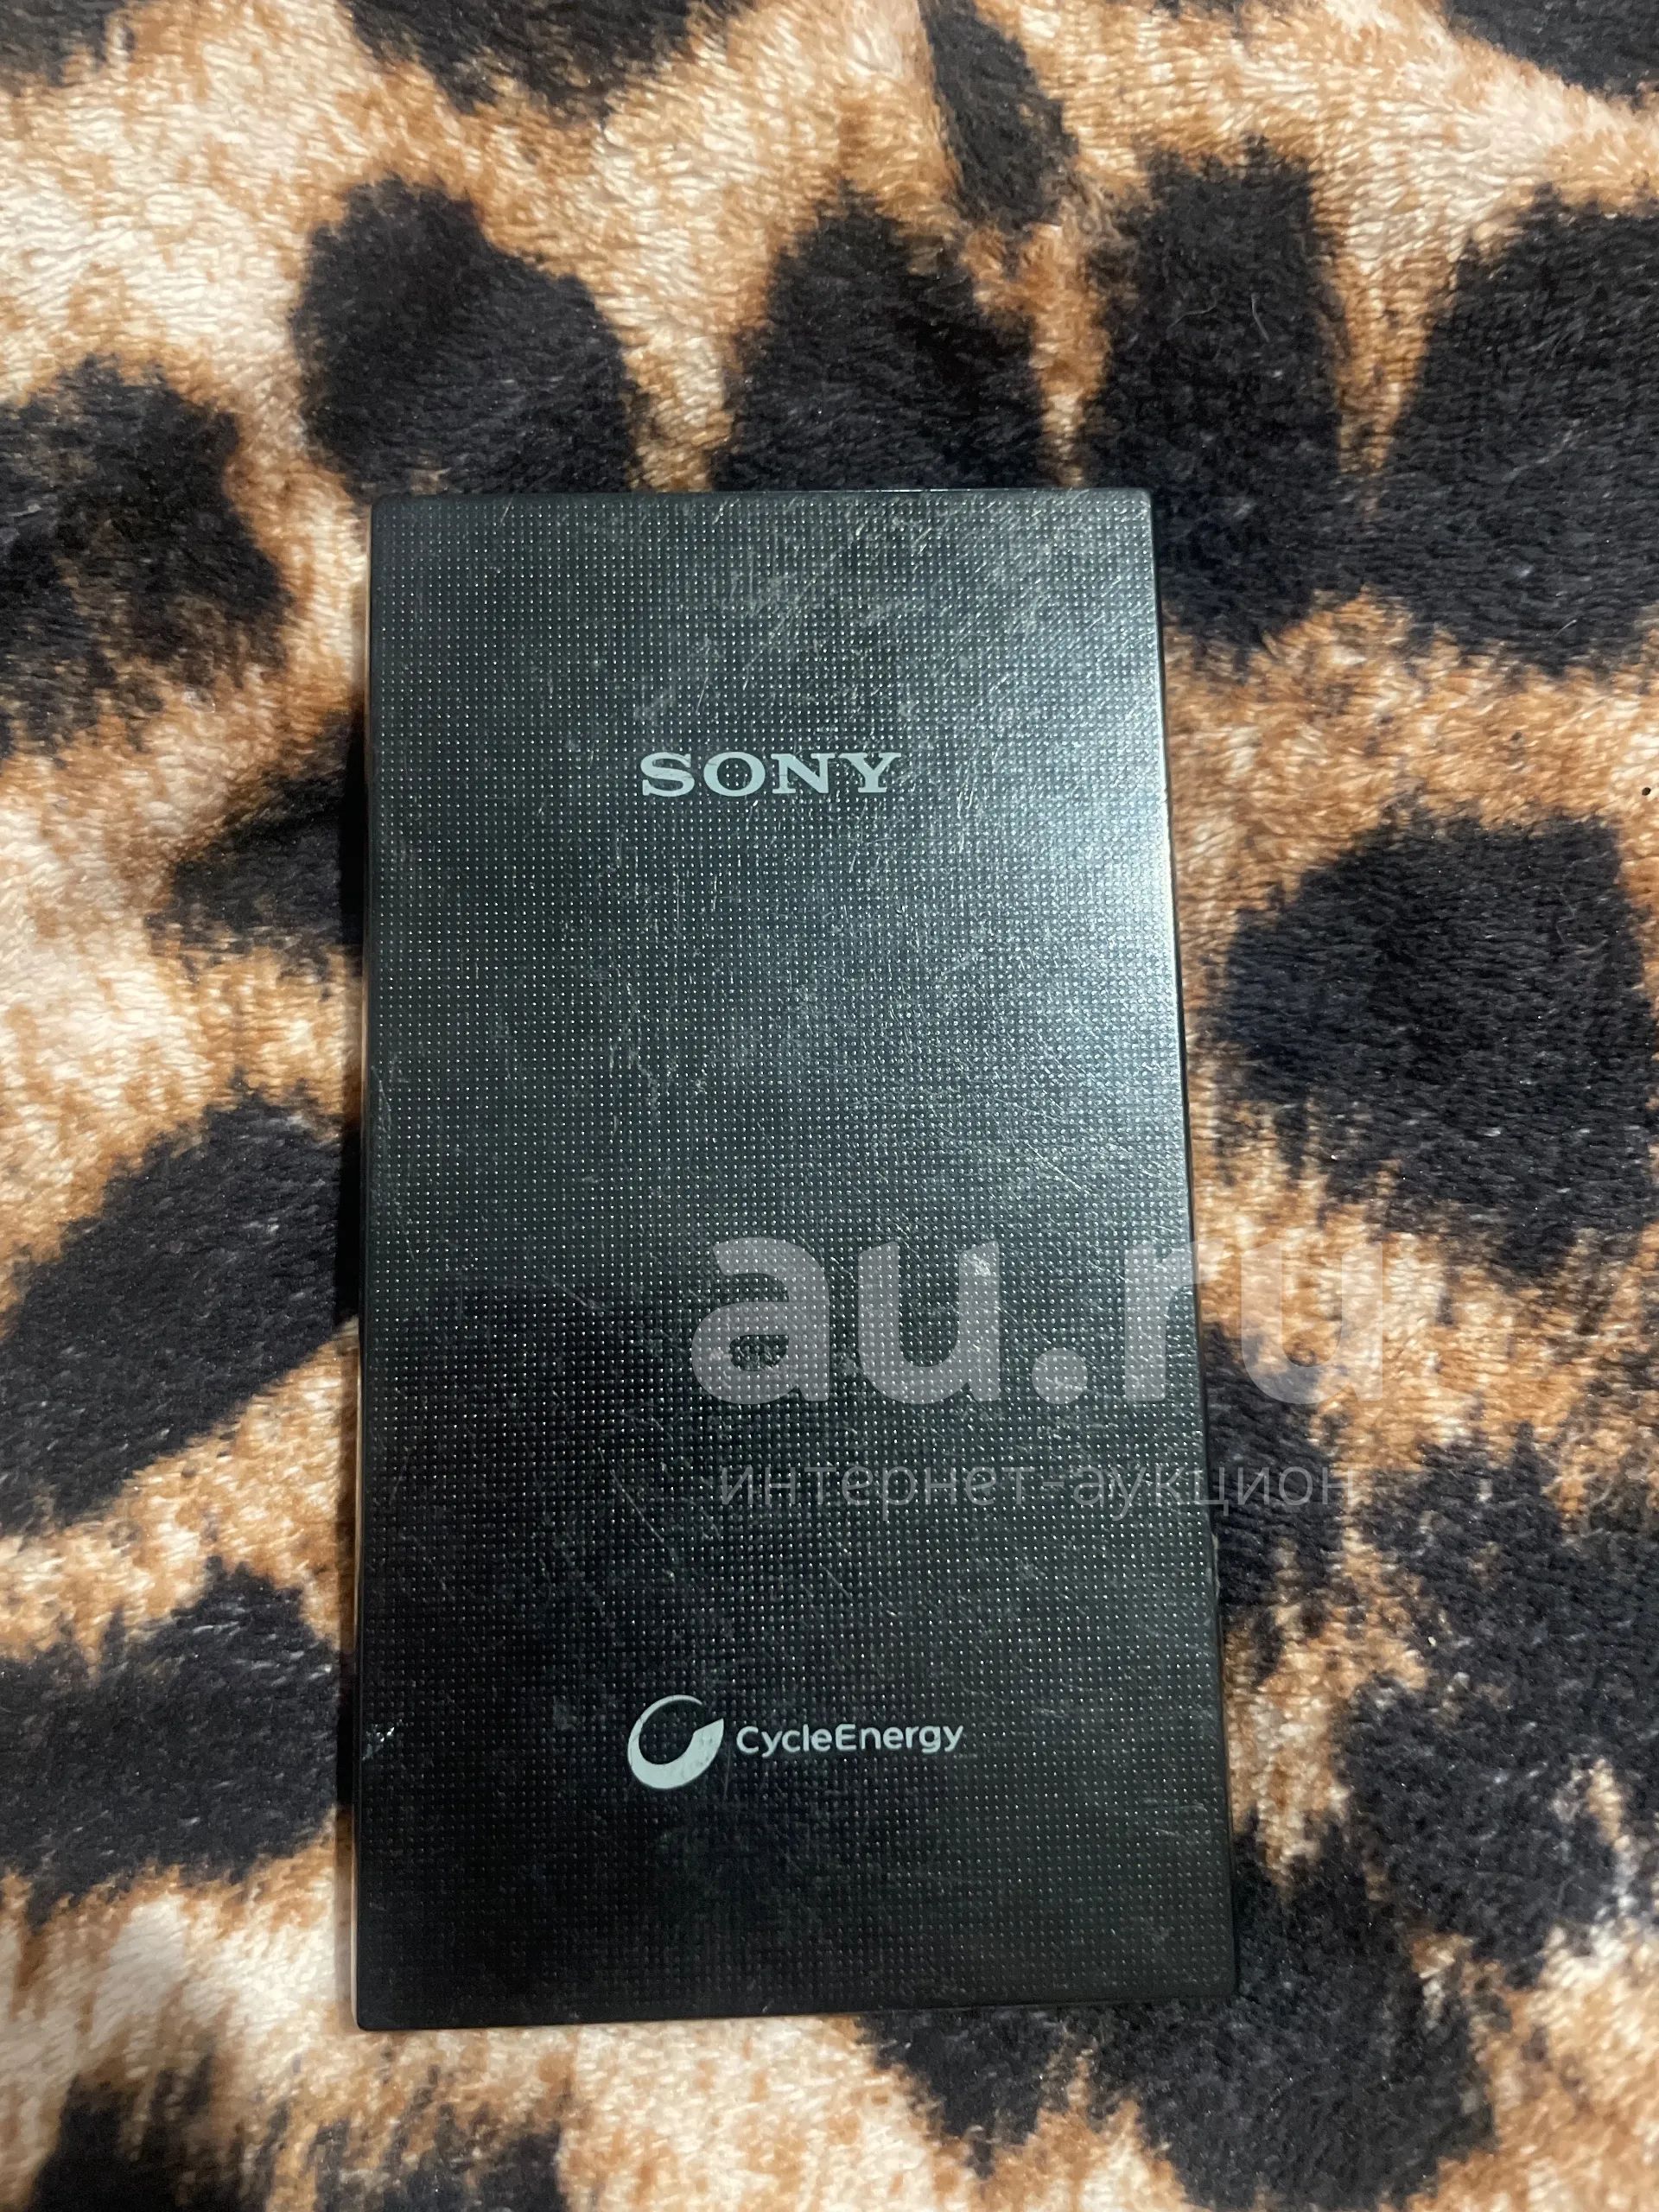 SONY
au.ru
интернет-аукцион
CycleEnergy